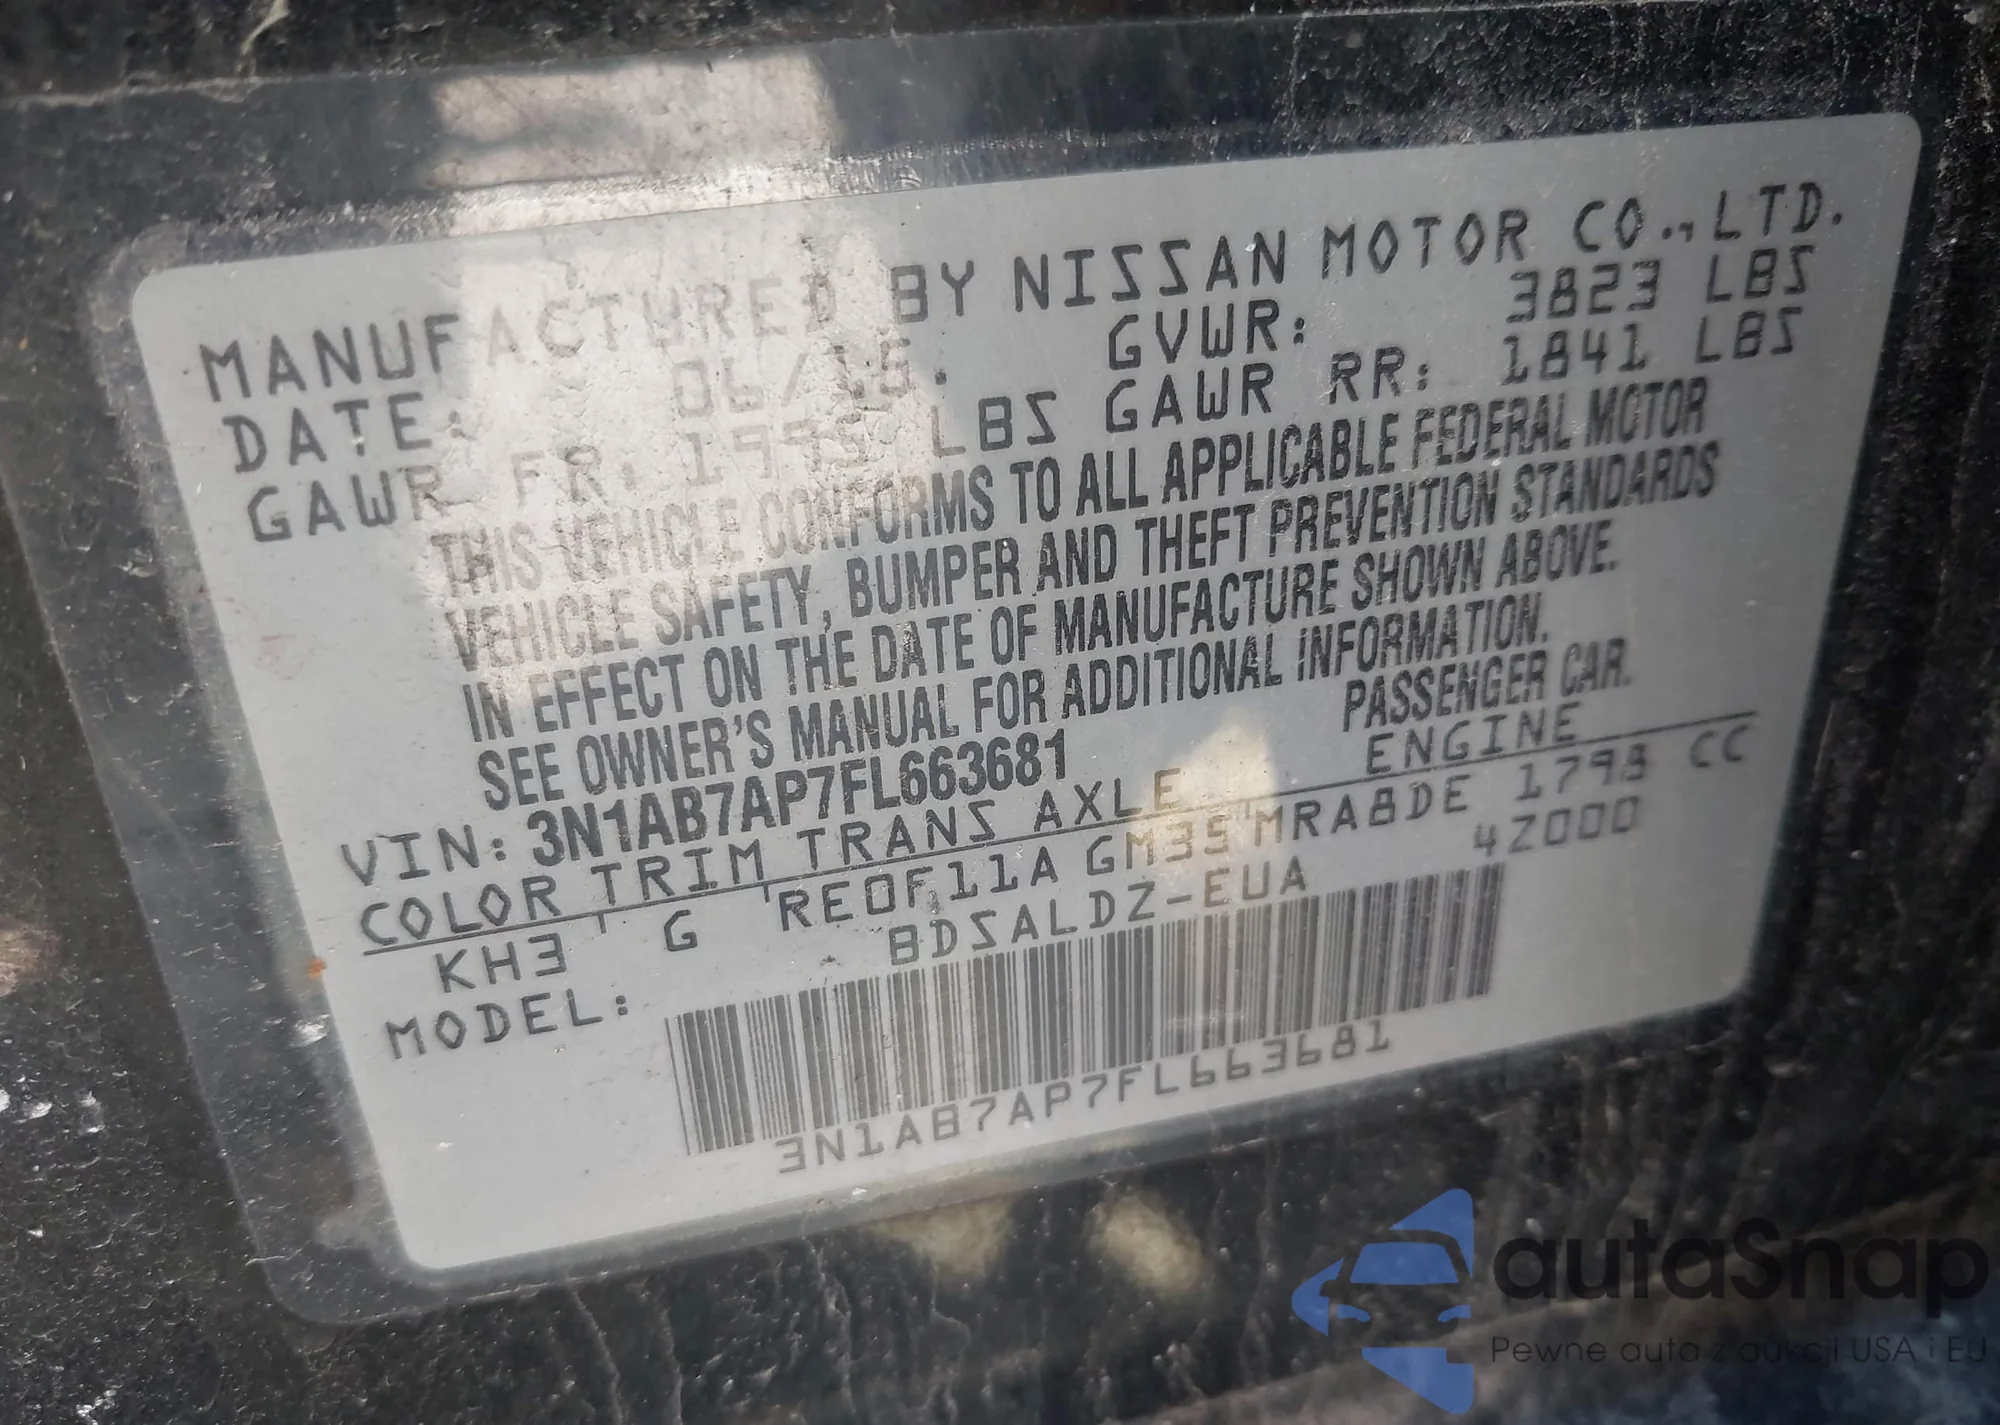 MANUFACTURED BY NISSAN MOTOR CO., LTD.
DATE: 06/15. GVWR: 3823 LBS
GAWR FR: 1995 LBS GAWR RR: 1841 LBS
THIS VEHICLE CONFORMS TO ALL APPLICABLE FEDERAL MOTOR
VEHICLE SAFETY, BUMPER AND THEFT PREVENTION STANDARDS
IN EFFECT ON THE DATE OF MANUFACTURE SHOWN ABOVE.
SEE OWNER'S MANUAL FOR ADDITIONAL INFORMATION.
VIN: 3N1AB7AP7FL663681 PASSENGER CAR.
COLOR TRIM TRANS AXLE ENGINE
KH3 G RE0F11A GM35 MRA8DE 1798 CC
MODEL: BDSALDZ-EUA 4Z000
3N1AB7AP7FL663681
autaSnap
Pewne auta z aukcji USA i EU